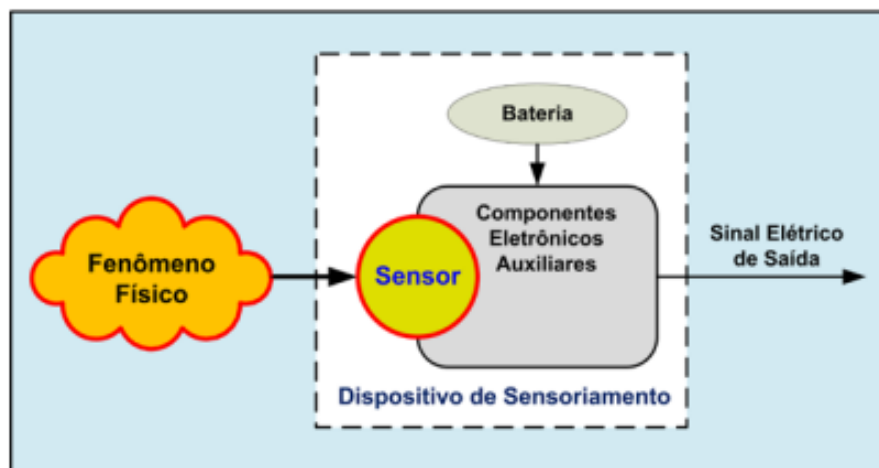 Bateria
Componentes
Eletrônicos
Auxiliares
Sinal Elétrico
de Saída
Fenômeno
Físico
Sensor
Dispositivo de Sensoriamento